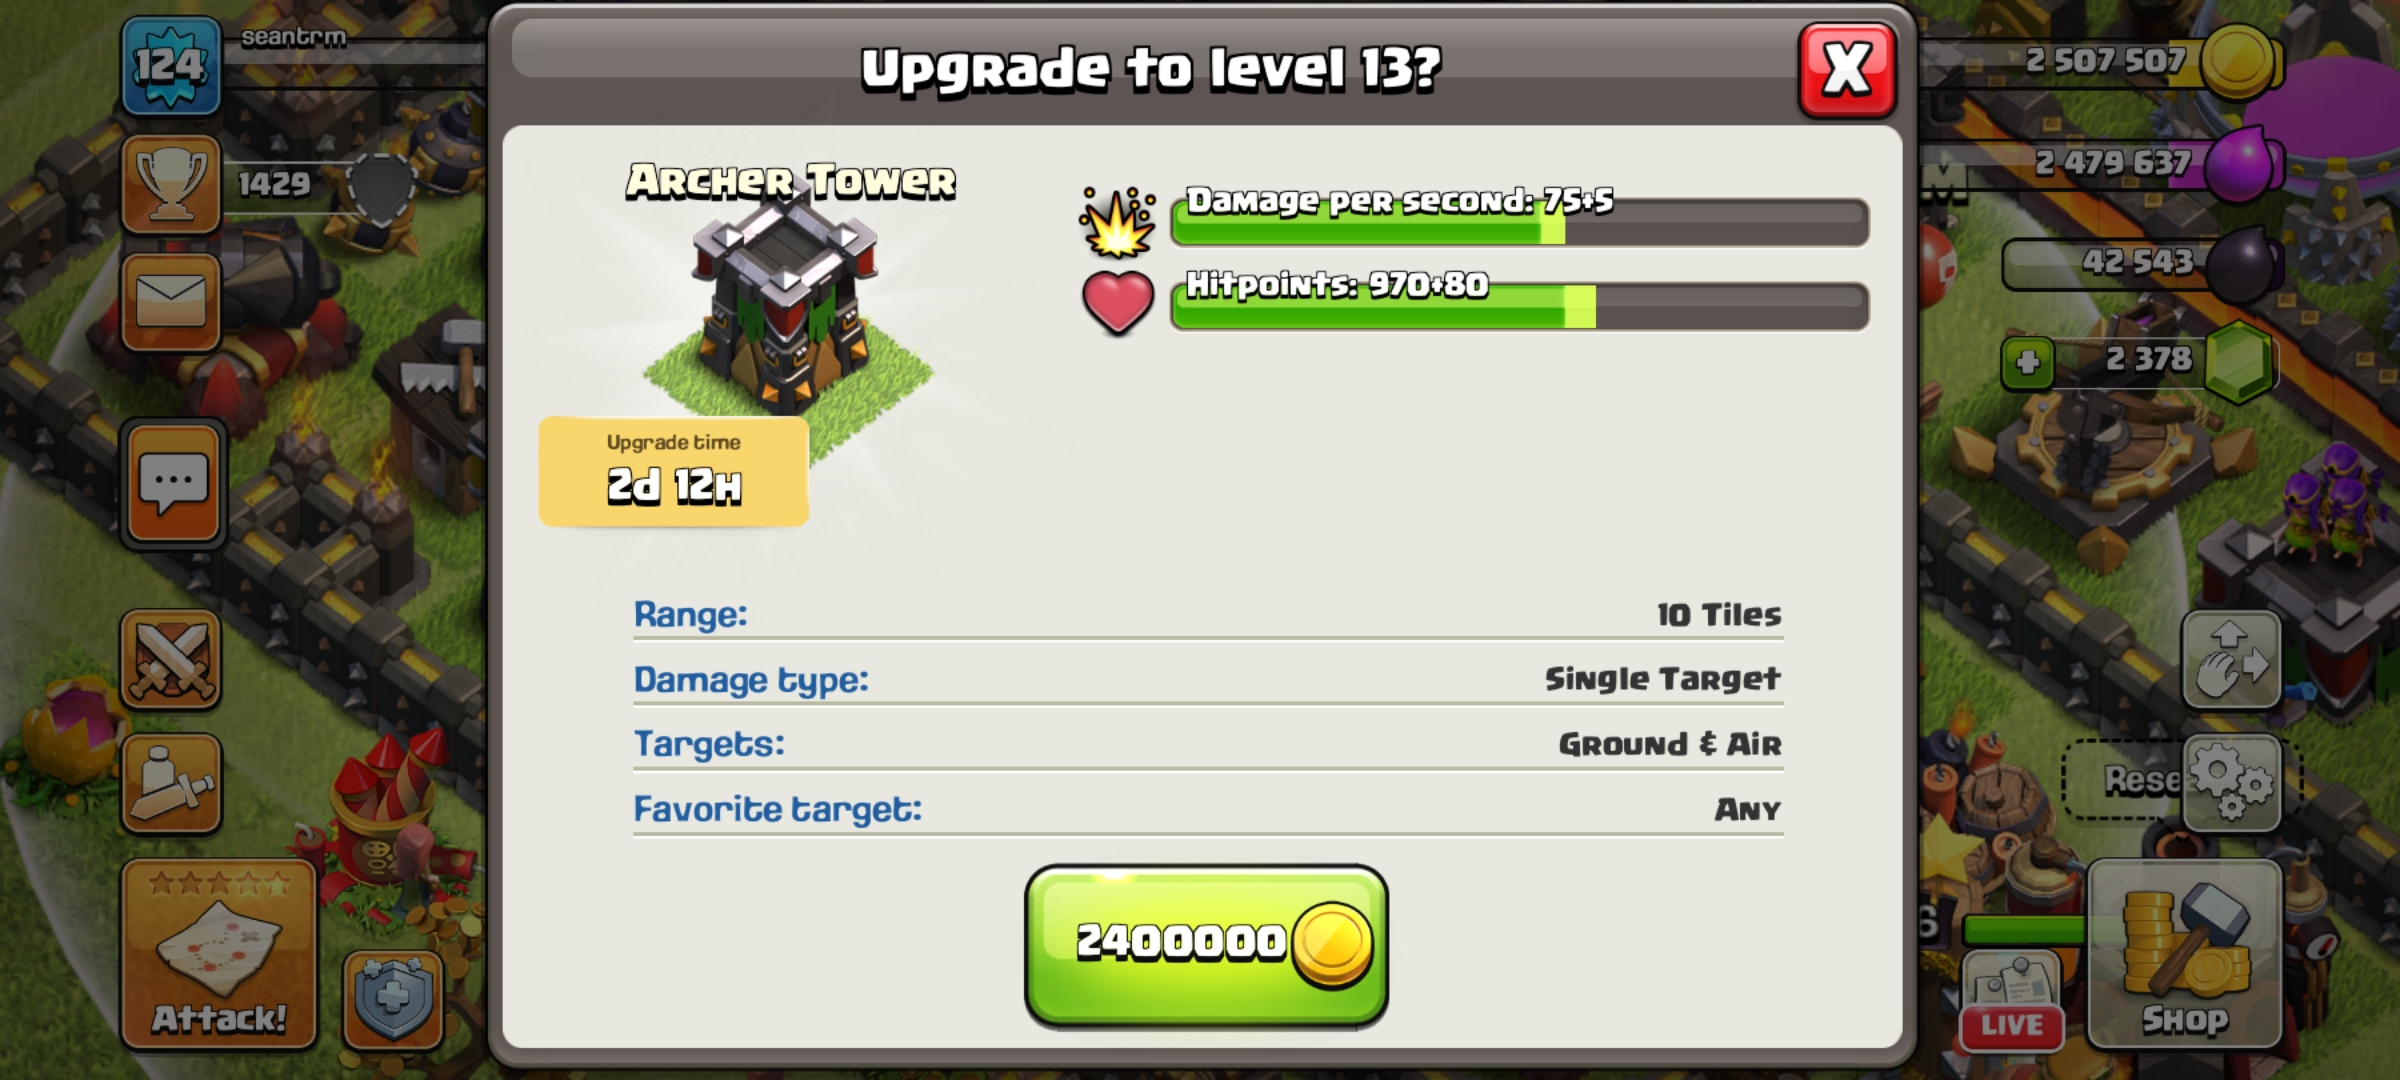 124
seantrm
1429
Attack!
Upgrade to level 13?
X
Archer Tower
Upgrade time
2d 12H
Damage per second: 75+5
Hitpoints: 970+80
Range: 10 Tiles
Damage type: Single Target
Targets: Ground & Air
Favorite target: Any
2400000
2 507 507
2 479 637
42 543
2 378
Rese
LIVE
Shop